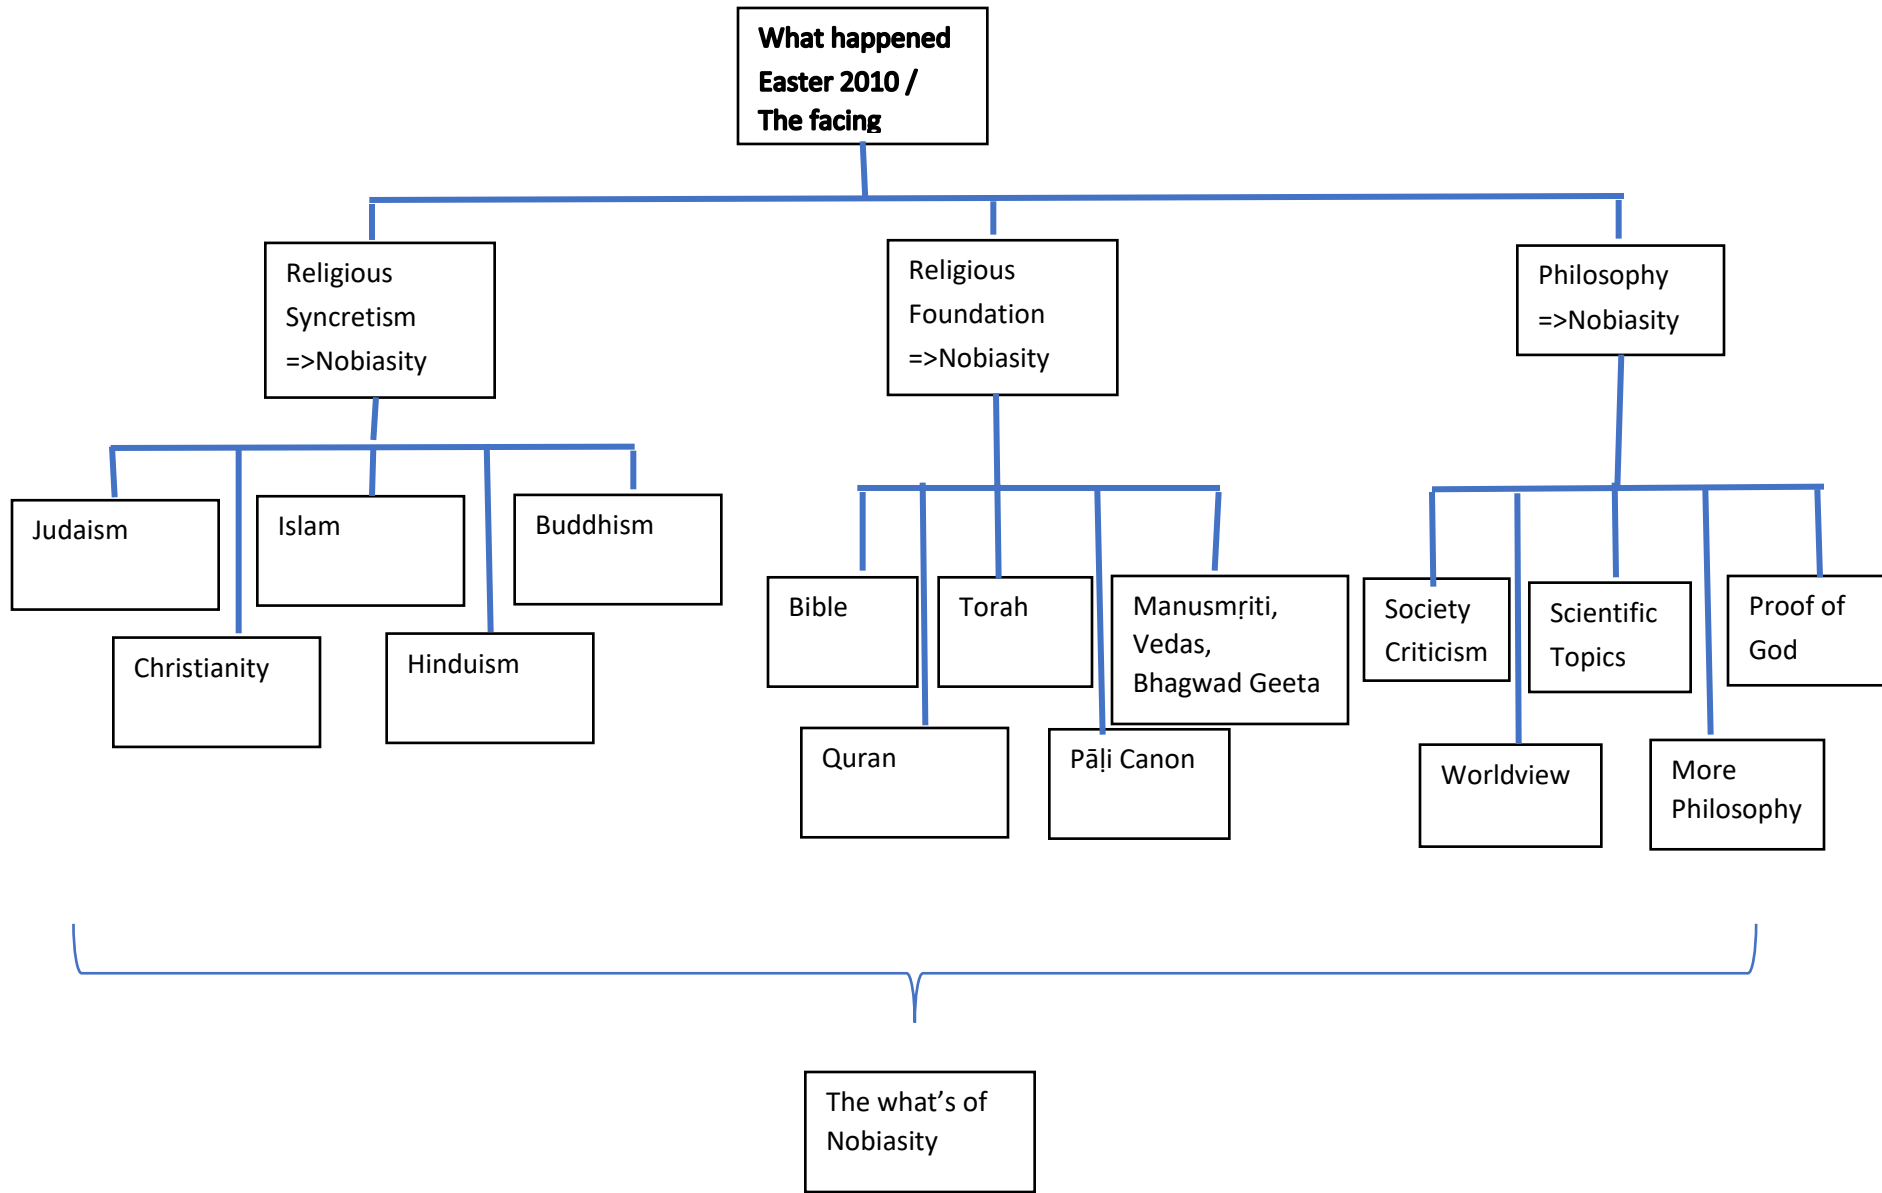 What happened
Easter 2010 /
The facing
Religious
Syncretism
=>Nobiasity
Religious
Foundation
=>Nobiasity
Philosophy
=>Nobiasity
Judaism
Islam
Buddhism
Christianity
Hinduism
Bible
Torah
Manusmṛiti,
Vedas,
Bhagwad Geeta
Quran
Pāḷi Canon
Society
Criticism
Scientific
Topics
Proof of
God
Worldview
More
Philosophy
The what’s of
Nobiasity